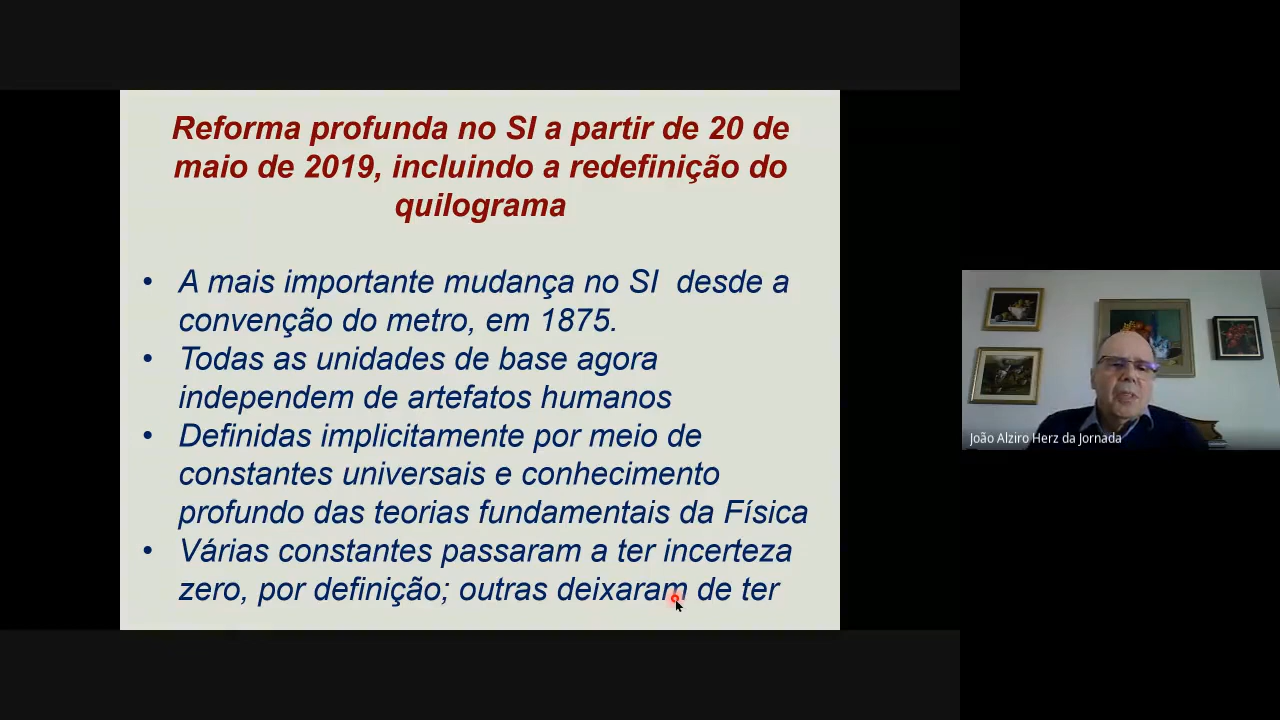 Reforma profunda no SI a partir de 20 de
maio de 2019, incluindo a redefinição do
quilograma
• A mais importante mudança no SI desde a
convenção do metro, em 1875.
• Todas as unidades de base agora
independem de artefatos humanos
• Definidas implicitamente por meio de
constantes universais e conhecimento
profundo das teorias fundamentais da Física
• Várias constantes passaram a ter incerteza
zero, por definição; outras deixaram de ter
João Alziro Herz da Jornada